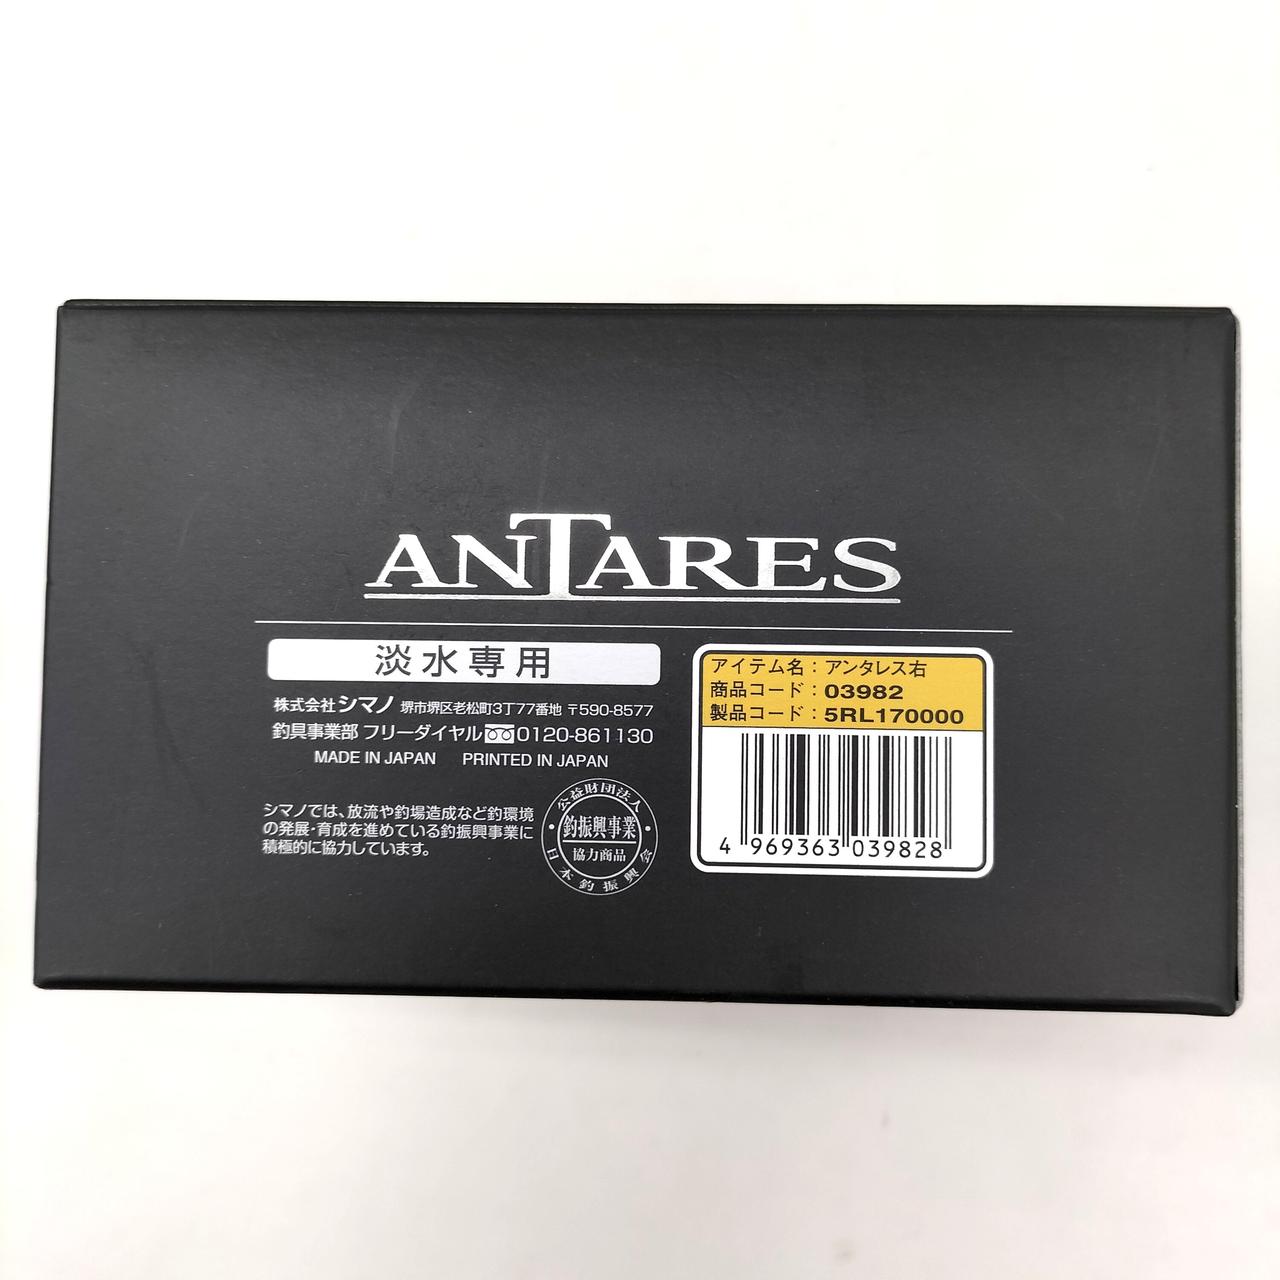 ANTARES
淡水専用
株式会社 シマノ 堺市堺区老松町3丁77番地 〒590-8577
釣具事業部 フリーダイヤル 0120-861130
MADE IN JAPAN PRINTED IN JAPAN
シマノでは、放流や釣場造成など釣環境
の発展・育成を進めている釣振興事業に
積極的に協力しています。
公益財団法人
釣振興事業
協力商品
日本釣振興会
アイテム名：アンタレス右
商品コード：03982
製品コード：5RL170000
4 969363 039828